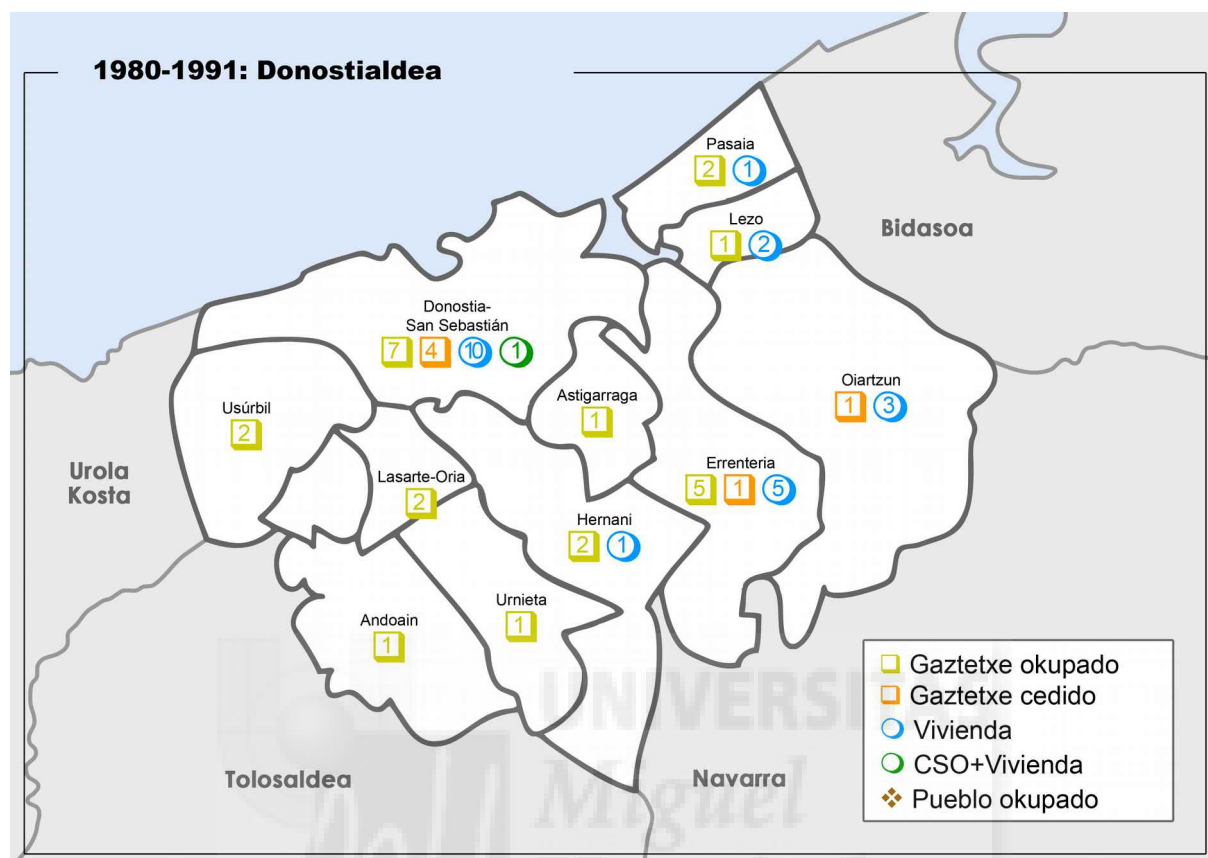 1980-1991: Donostialdea
Pasaia
2 1
Lezo
1 2
Bidasoa
Donostia-
San Sebastián
7 4 10 1
Oiartzun
1 3
Astigarraga
1
Usúrbil
2
Urola
Kosta
Lasarte-Oria
2
Errenteria
5 1 5
Hernani
2 1
Urnieta
1
Andoain
1
Tolosaldea
Navarra
Gaztetxe okupado
Gaztetxe cedido
Vivienda
CSO+Vivienda
Pueblo okupado
UNIVERSITAS
Miguel